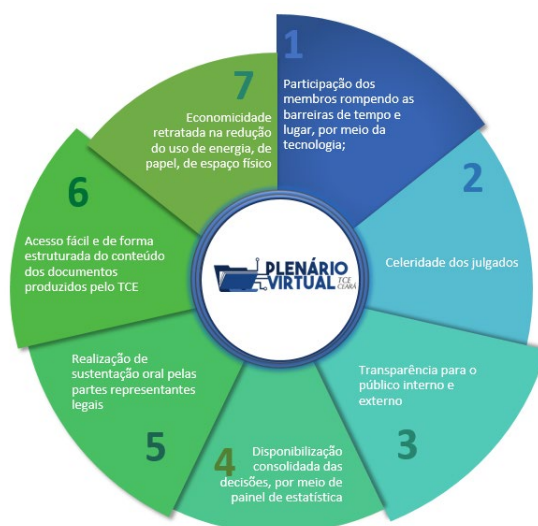 1
Participação dos
membros rompendo as
barreiras de tempo e
lugar, por meio da
tecnologia;
2
Celeridade dos julgados
Transparência para o
público interno e
externo
3
4
Disponibilização
consolidada das
decisões, por meio de
painel de estatística
Realização de
sustentação oral pelas
partes representantes
legais
5
6
Acesso fácil e de forma
estruturada do conteúdo
dos documentos
produzidos pelo TCE
7
Economicidade
retratada na redução
do uso de energia, de
papel, de espaço físico
PLENÁRIO
VIRTUAL
TCE
CEARÁ